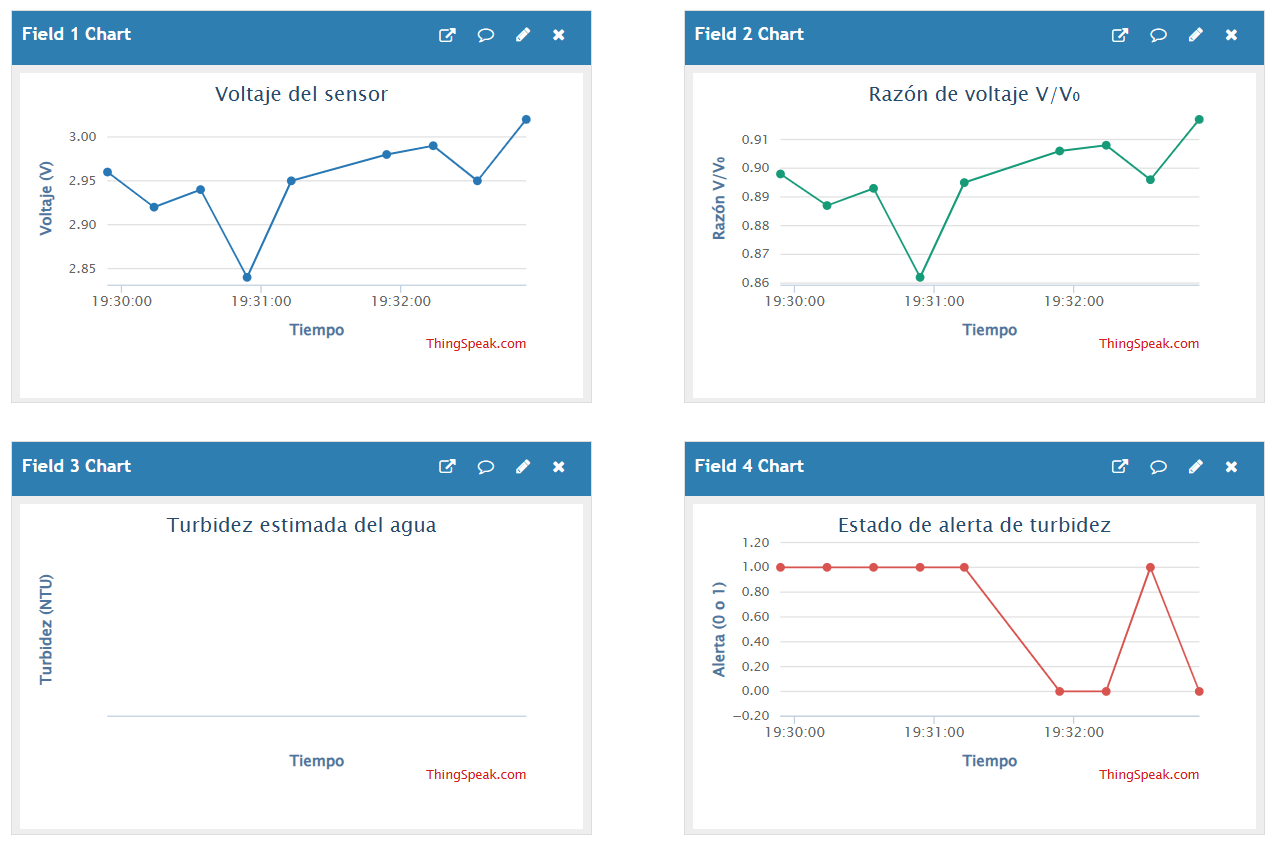 Field 1 Chart
Voltaje del sensor
Voltaje (V)
3.00
2.95
2.90
2.85
19:30:00 19:31:00 19:32:00
Tiempo
ThingSpeak.com
Field 2 Chart
Razón de voltaje V/V₀
Razón V/V₀
0.91
0.90
0.89
0.88
0.87
0.86
19:30:00 19:31:00 19:32:00
Tiempo
ThingSpeak.com
Field 3 Chart
Turbidez estimada del agua
Turbidez (NTU)
Tiempo
ThingSpeak.com
Field 4 Chart
Estado de alerta de turbidez
Alerta (0 o 1)
1.20
1.00
0.80
0.60
0.40
0.20
0.00
−0.20
19:30:00 19:31:00 19:32:00
Tiempo
ThingSpeak.com